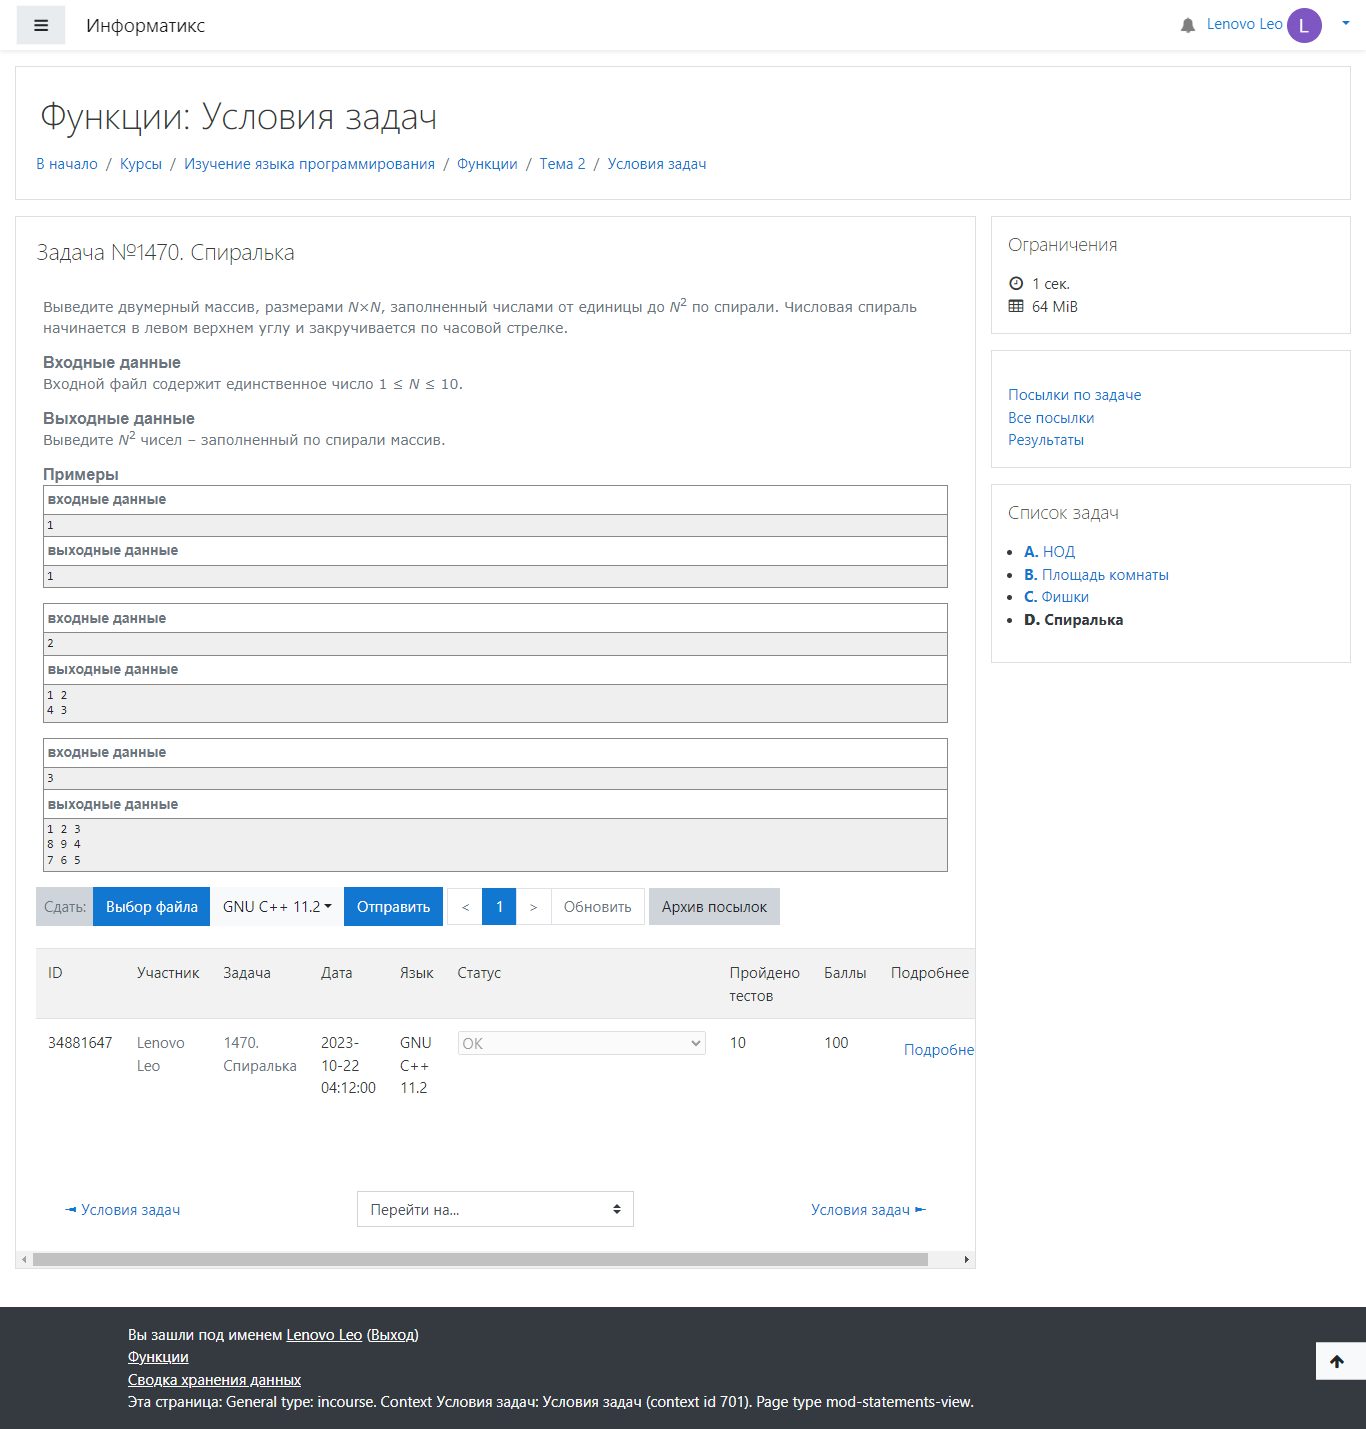 Информатикс
Lenovo Leo
L
Функции: Условия задач
В начало / Курсы / Изучение языка программирования / Функции / Тема 2 / Условия задач
Задача №1470. Спиралька
Выведите двумерный массив, размерами N×N, заполненный числами от единицы до N² по спирали. Числовая спираль
начинается в левом верхнем углу и закручивается по часовой стрелке.
Входные данные
Входной файл содержит единственное число 1 ≤ N ≤ 10.
Выходные данные
Выведите N² чисел – заполненный по спирали массив.
Примеры
входные данные
1
выходные данные
1
входные данные
2
выходные данные
1 2
4 3
входные данные
3
выходные данные
1 2 3
8 9 4
7 6 5
Сдать: Выбор файла GNU C++ 11.2 Отправить < 1 > Обновить Архив посылок
ID Участник Задача Дата Язык Статус Пройдено тестов Баллы Подробнее
34881647 Lenovo Leo 1470. Спиралька 2023-10-22 04:12:00 GNU C++ 11.2 OK 10 100 Подробне
◄ Условия задач
Перейти на...
Условия задач ►
Ограничения
1 сек.
64 MiB
Посылки по задаче
Все посылки
Результаты
Список задач
A. НОД
B. Площадь комнаты
C. Фишки
D. Спиралька
Вы зашли под именем Lenovo Leo (Выход)
Функции
Сводка хранения данных
Эта страница: General type: incourse. Context Условия задач: Условия задач (context id 701). Page type mod-statements-view.